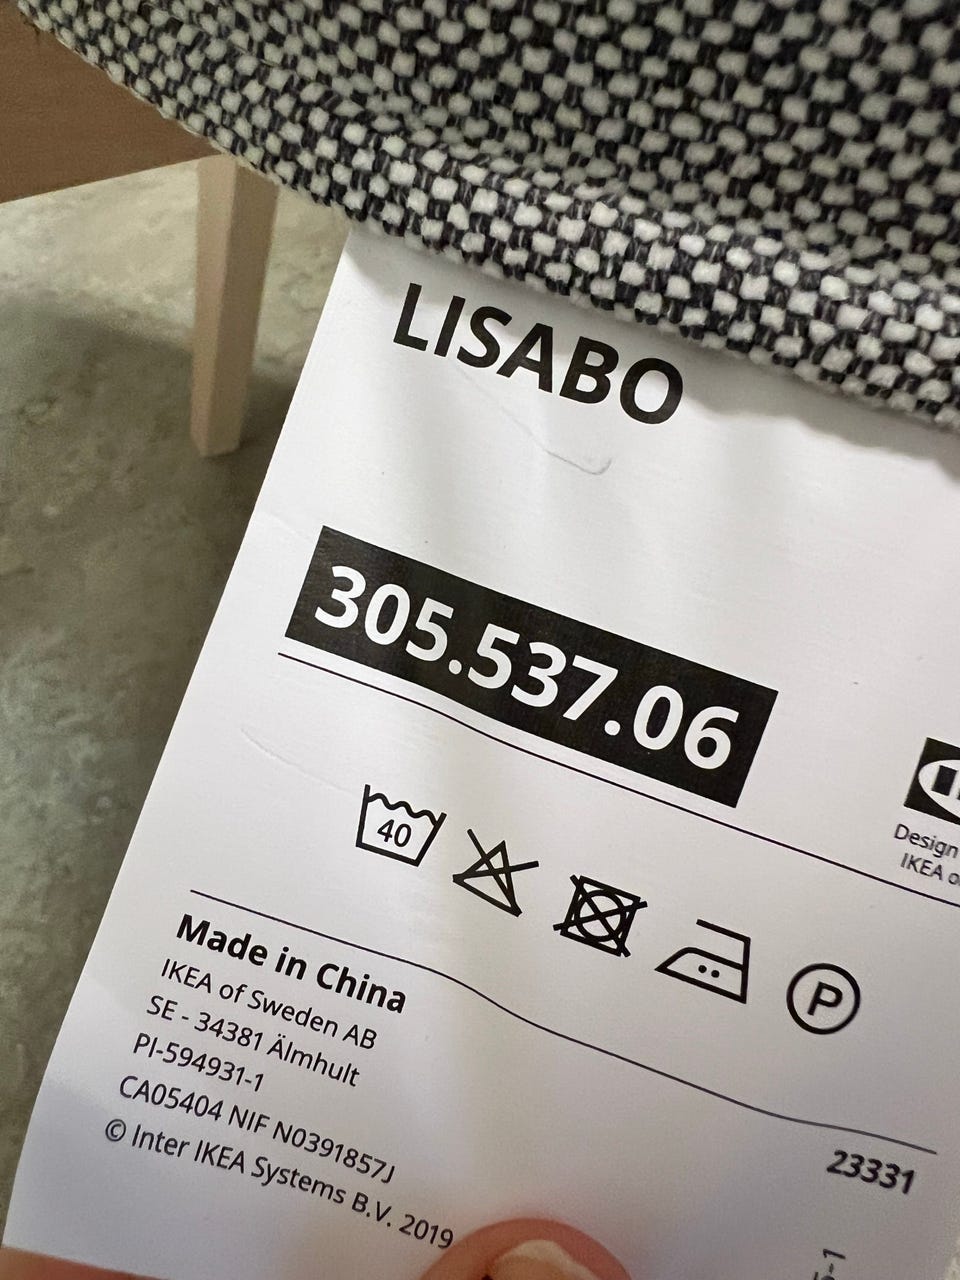 LISABO
305.537.06
Design
IKEA
40
P
Made in China
IKEA of Sweden AB
SE - 34381 Älmhult
PI-594931-1
CA05404 NIF N0391857J
© Inter IKEA Systems B.V. 2019
23331